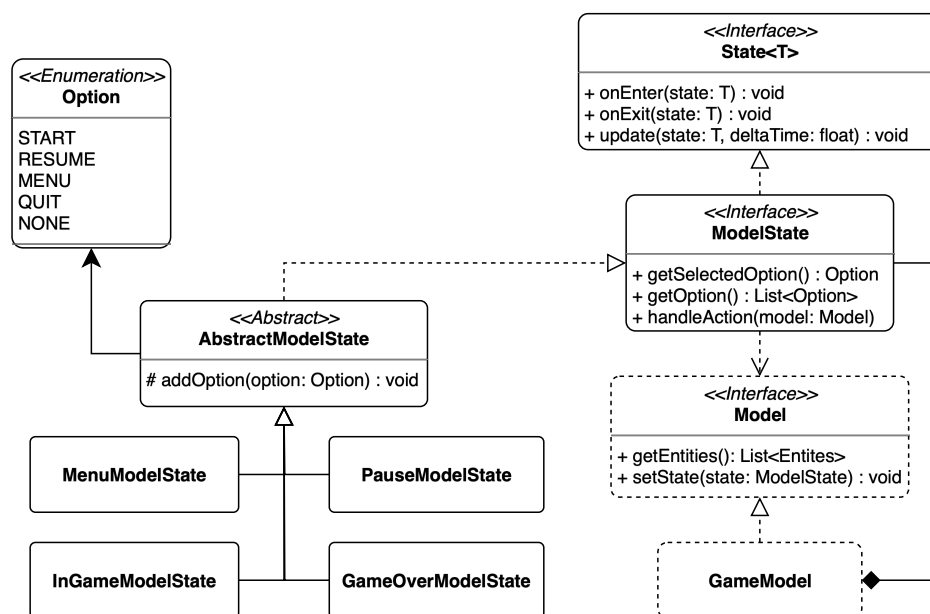 <<Enumeration>>
Option
START
RESUME
MENU
QUIT
NONE
<<Interface>>
State<T>
+ onEnter(state: T) : void
+ onExit(state: T) : void
+ update(state: T, deltaTime: float) : void
<<Interface>>
ModelState
+ getSelectedOption() : Option
+ getOption() : List<Option>
+ handleAction(model: Model)
<<Abstract>>
AbstractModelState
# addOption(option: Option) : void
<<Interface>>
Model
+ getEntities(): List<Entites>
+ setState(state: ModelState) : void
MenuModelState
PauseModelState
InGameModelState
GameOverModelState
GameModel